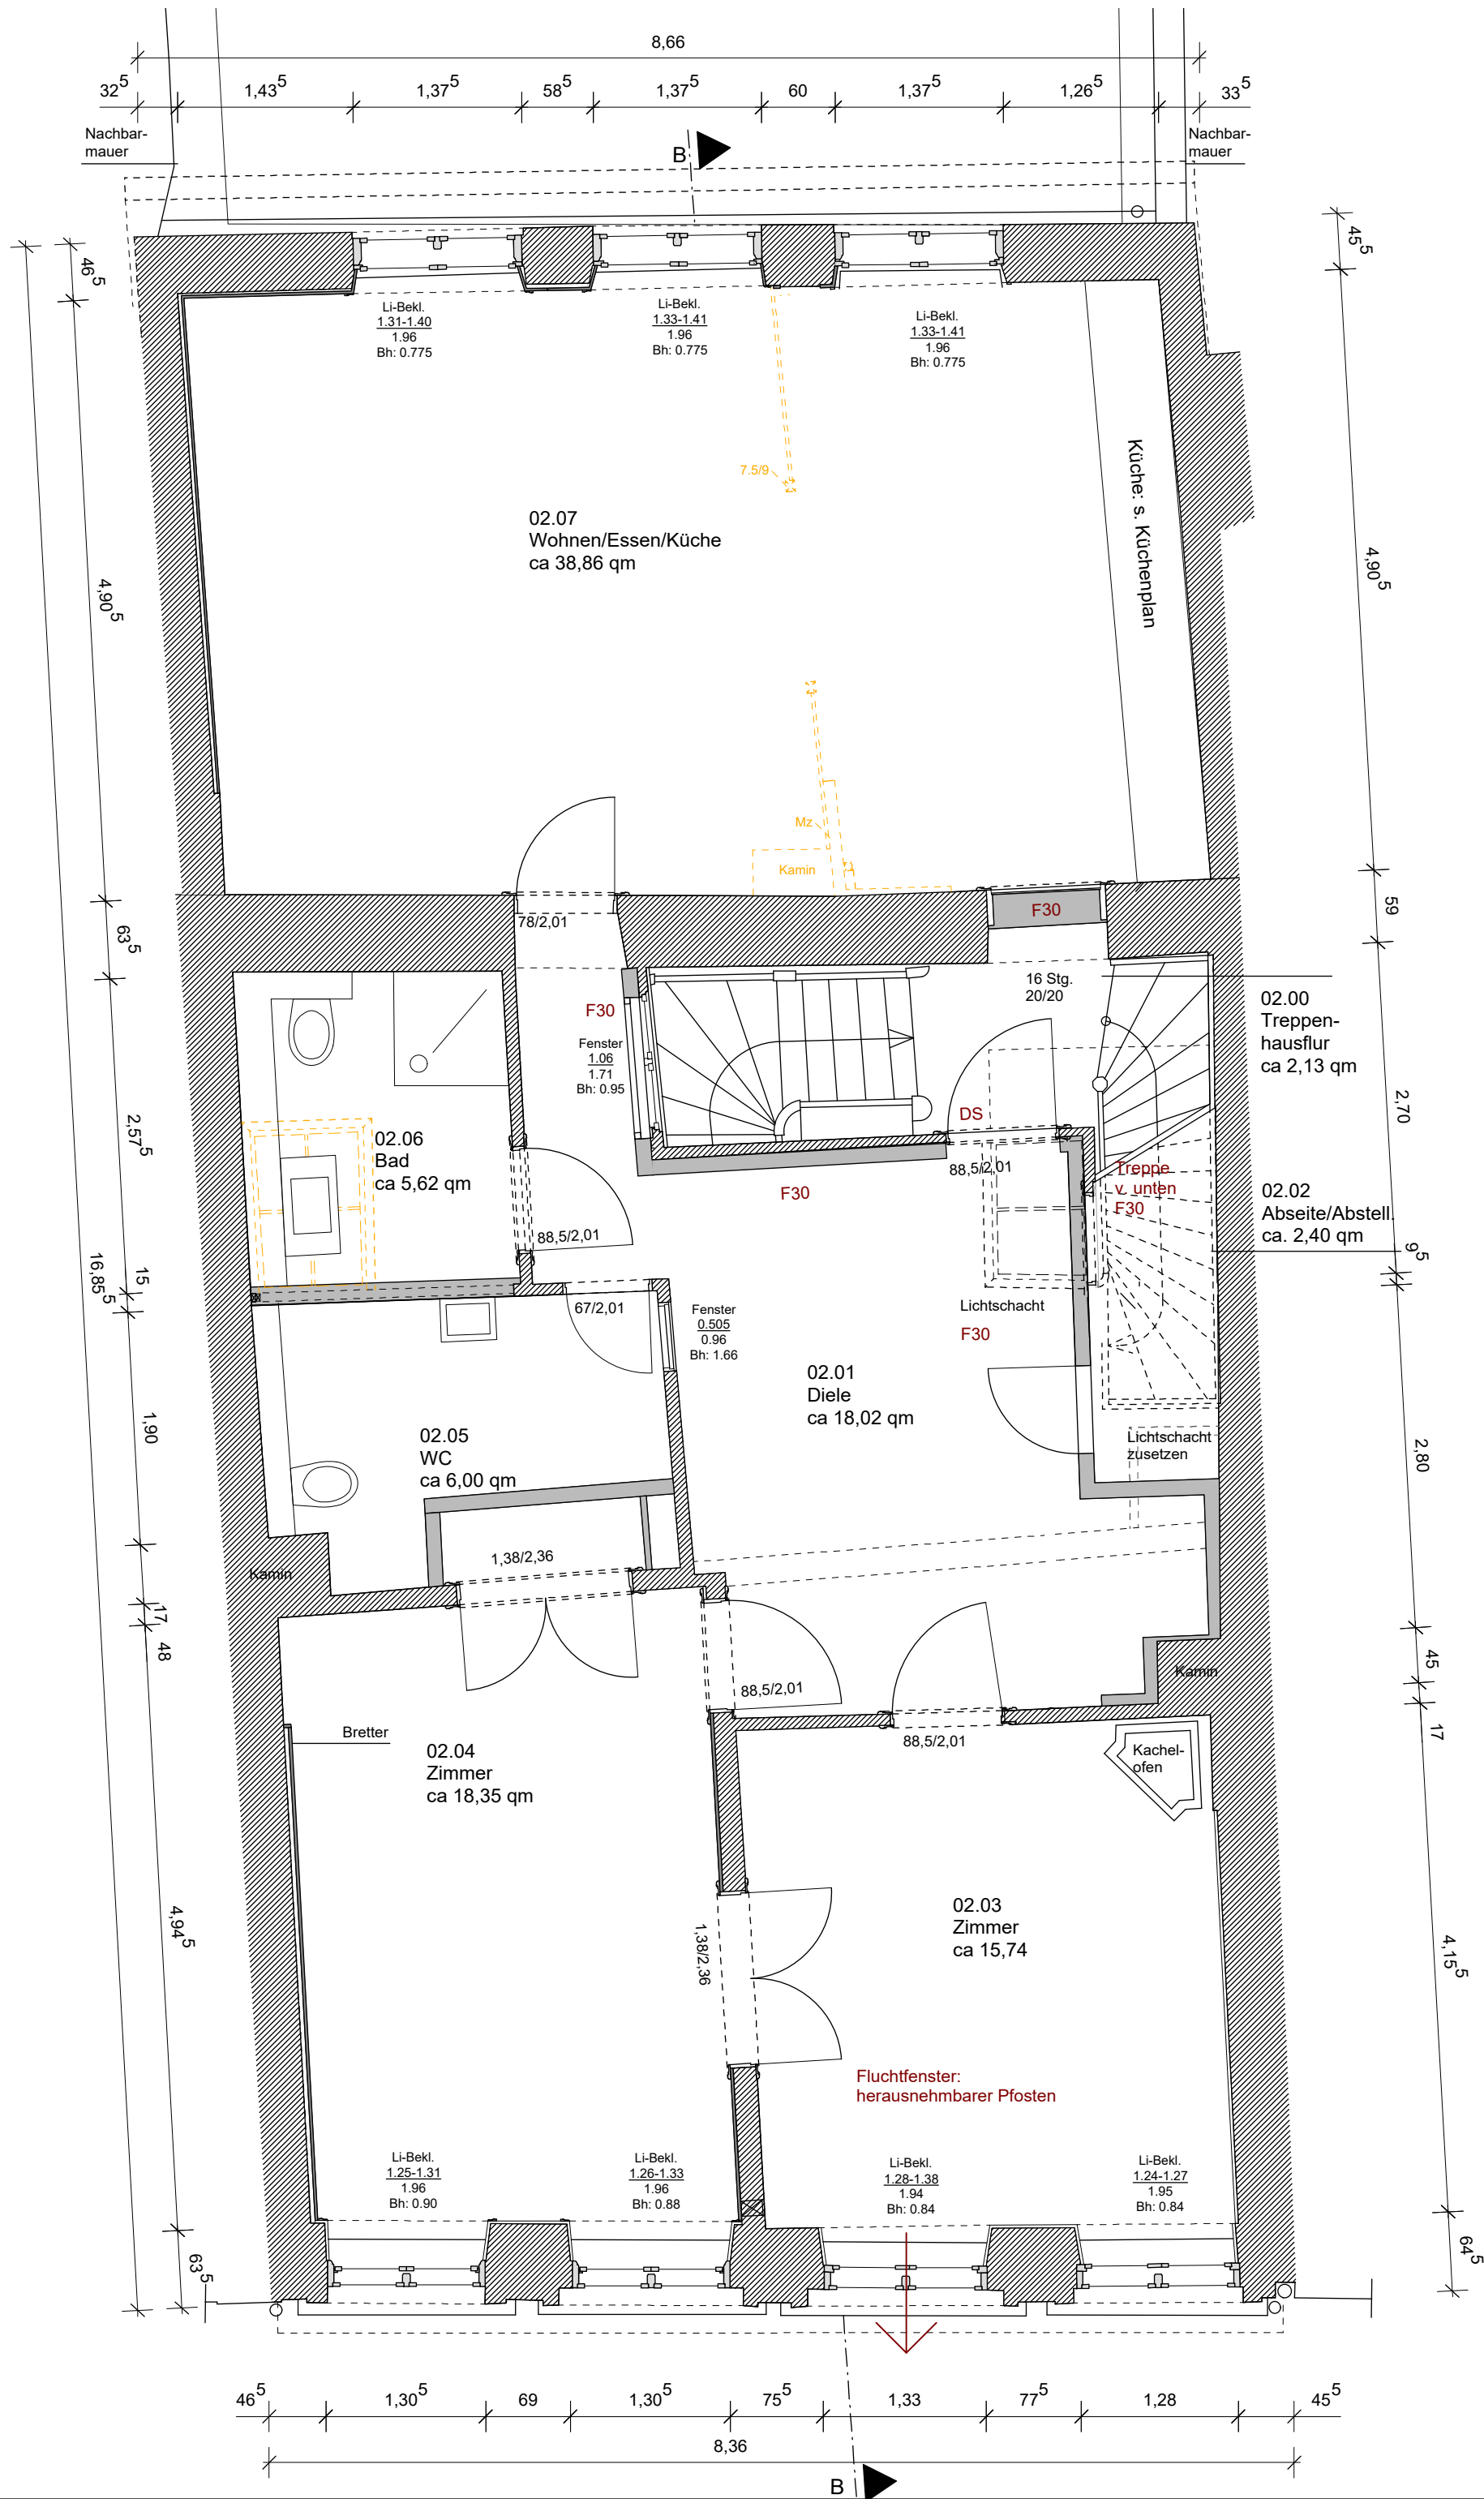 8,66
32⁵ 1,43⁵ 1,37⁵ 58⁵ 1,37⁵ 60 1,37⁵ 1,26⁵ 33⁵
Nachbar-
mauer
B
Nachbar-
mauer
46⁵
45⁵
Li-Bekl.
1.31-1.40
1.96
Bh: 0.775
Li-Bekl.
1.33-1.41
1.96
Bh: 0.775
Li-Bekl.
1.33-1.41
1.96
Bh: 0.775
Küche: s. Küchenplan
7.5/9
02.07
Wohnen/Essen/Küche
ca 38,86 qm
4,90⁵
4,90⁵
Mz
Kamin
F30
59
63⁵
78/2,01
16 Stg.
20/20
02.00
Treppen-
hausflur
ca 2,13 qm
F30
Fenster
1.06
1.71
Bh: 0.95
2,70
2,57⁵
DS
02.06
Bad
ca 5,62 qm
88,5/2,01
Treppe
v. unten
F30
F30
02.02
Abseite/Abstell.
ca. 2,40 qm
88,5/2,01
9⁵
16,85⁵
15
67/2,01
Fenster
0.505
0.96
Bh: 1.66
Lichtschacht
F30
02.01
Diele
ca 18,02 qm
1,90
02.05
WC
ca 6,00 qm
Lichtschacht
zusetzen
2,80
1,38/2,36
Kamin
17
48
45
Kamin
88,5/2,01
88,5/2,01
17
Bretter
02.04
Zimmer
ca 18,35 qm
Kachel-
ofen
4,94⁵
1,38/2,36
02.03
Zimmer
ca 15,74
4,15⁵
Fluchtfenster:
herausnehmbarer Pfosten
Li-Bekl.
1.25-1.31
1.96
Bh: 0.90
Li-Bekl.
1.26-1.33
1.96
Bh: 0.88
Li-Bekl.
1.28-1.38
1.94
Bh: 0.84
Li-Bekl.
1.24-1.27
1.95
Bh: 0.84
63⁵
64⁵
46⁵ 1,30⁵ 69 1,30⁵ 75⁵ 1,33 77⁵ 1,28 45⁵
8,36
B